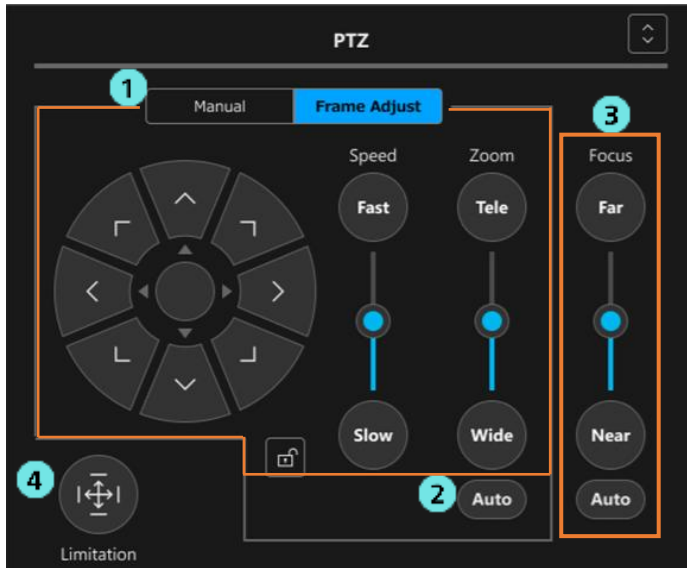 PTZ
1
Manual
Frame Adjust
3
Speed
Zoom
Focus
Fast
Tele
Far
Slow
Wide
Near
4
2
Auto
Auto
Limitation